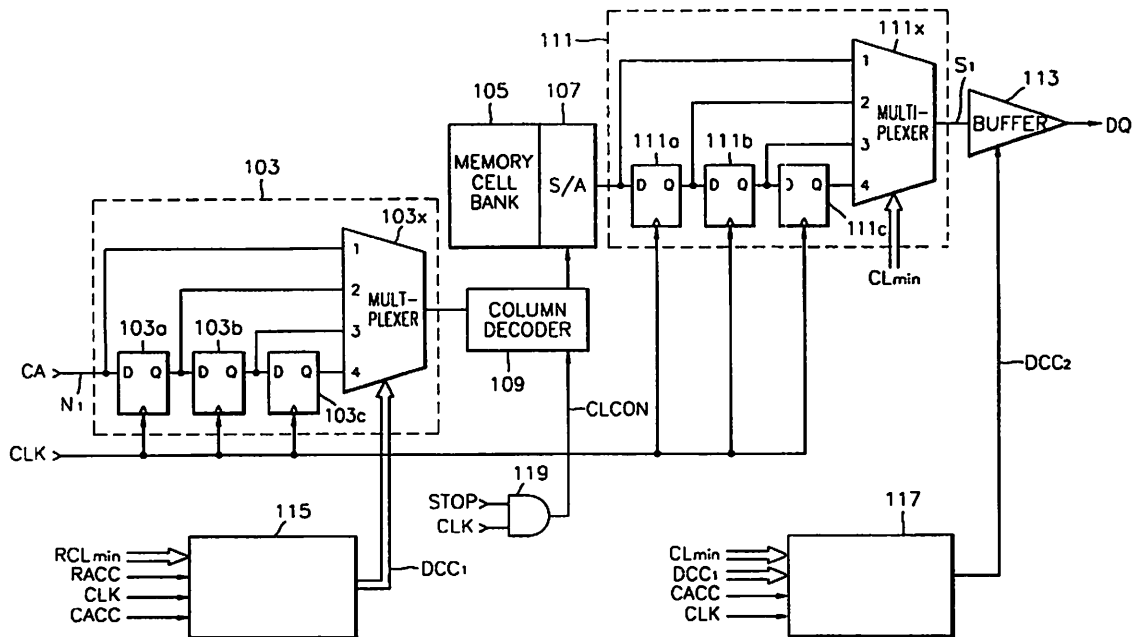 111
111x
S1
113
1
2
3
4
MULTI-
PLEXER
BUFFER
DQ
105
107
MEMORY
CELL
BANK
S/A
111a
111b
D Q
D Q
Q
111c
CLmin
103
103x
1
2
3
4
MULTI-
PLEXER
COLUMN
DECODER
109
103a
103b
CA
N1
D Q
D Q
D Q
103c
CLCON
DCC2
CLK
119
STOP
CLK
115
117
RCLmin
RACC
CLK
CACC
DCC1
CLmin
DCC1
CACC
CLK